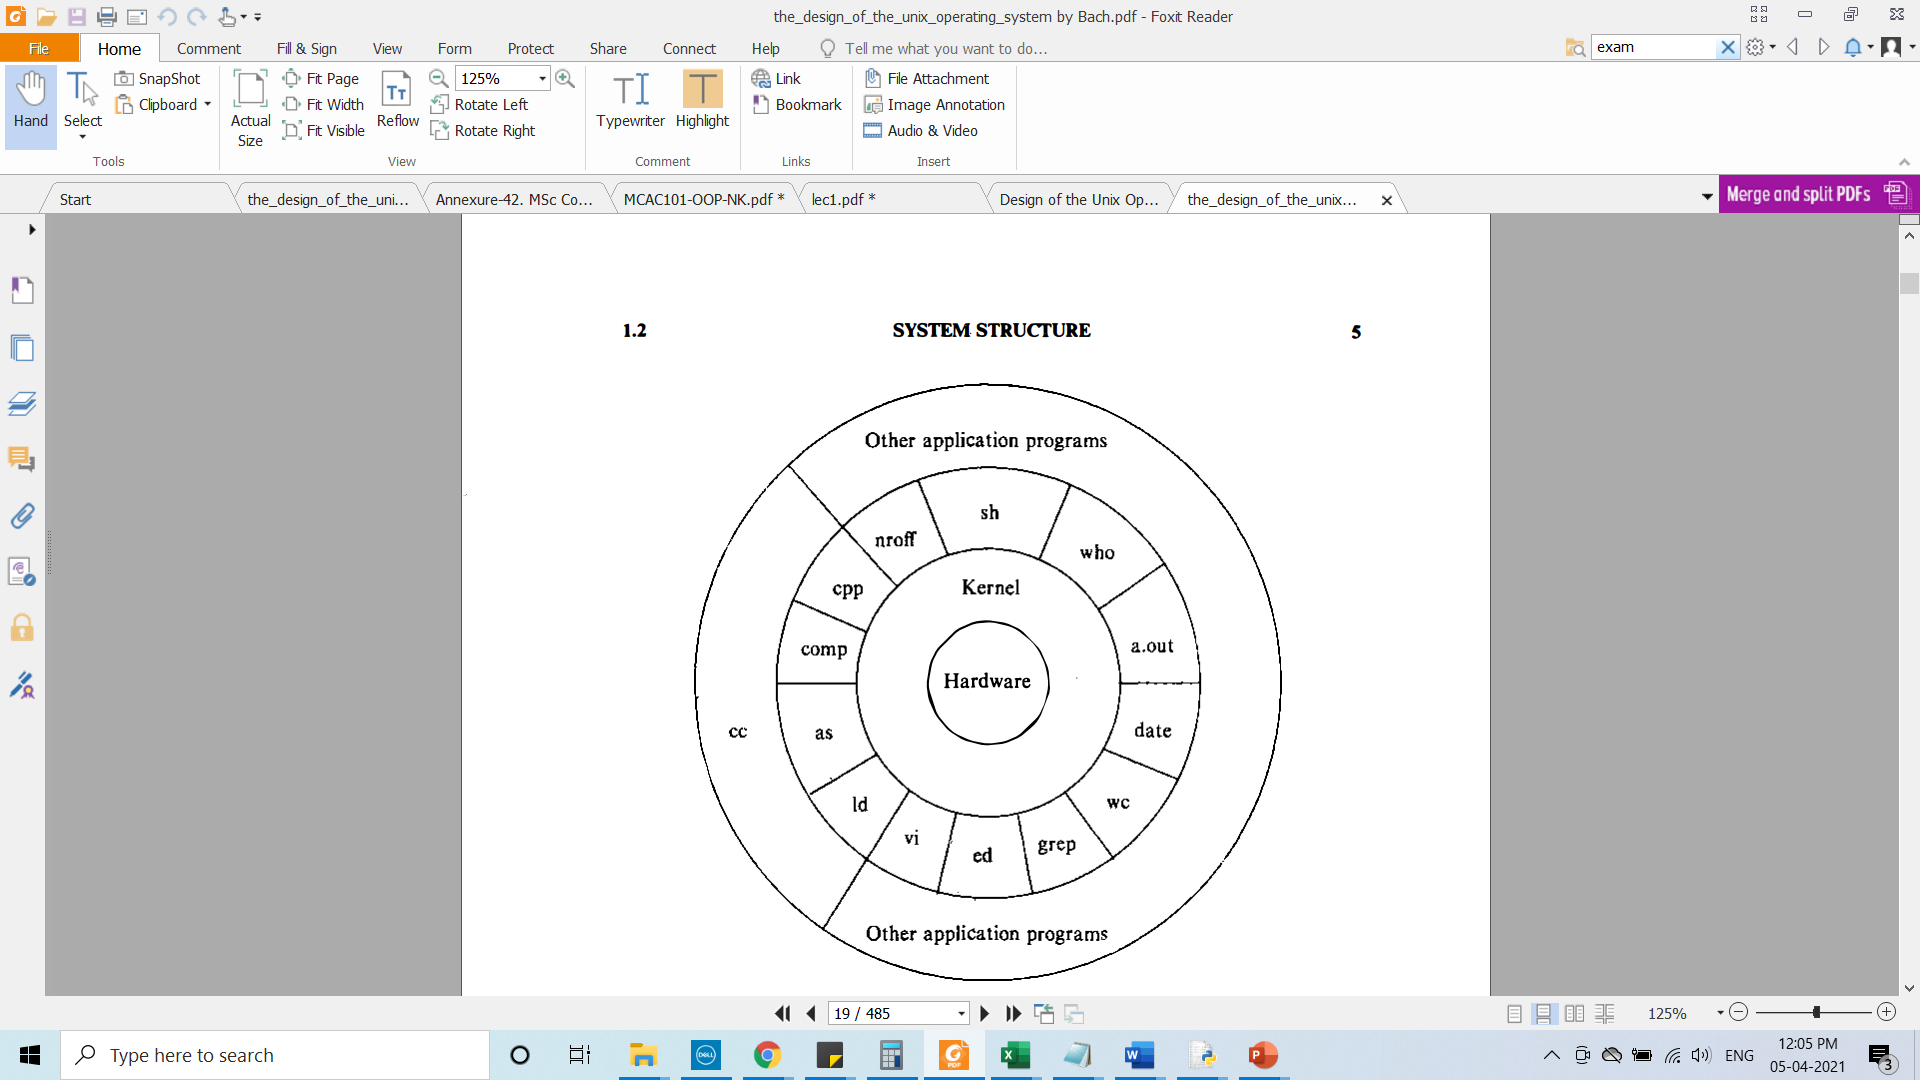 the_design_of_the_unix_operating_system by Bach.pdf - Foxit Reader
File Home Comment Fill & Sign View Form Protect Share Connect Help Tell me what you want to do... exam
Hand
Select
SnapShot
Clipboard
Tools
Actual Size
Fit Page
Fit Width
Fit Visible
Reflow
125%
Rotate Left
Rotate Right
View
Typewriter
Highlight
Comment
Link
Bookmark
Links
File Attachment
Image Annotation
Audio & Video
Insert
Start the_design_of_the_uni... Annexure-42. MSc Co... MCAC101-OOP-NK.pdf * lec1.pdf * Design of the Unix Op... the_design_of_the_unix... Merge and split PDFs
1.2 SYSTEM STRUCTURE 5
Other application programs
sh
nroff
who
cpp
Kernel
comp
a.out
Hardware
cc
as
date
ld
wc
vi
ed
grep
Other application programs
19 / 485
125%
Type here to search
DELL
PDF
ENG
12:05 PM
05-04-2021
3